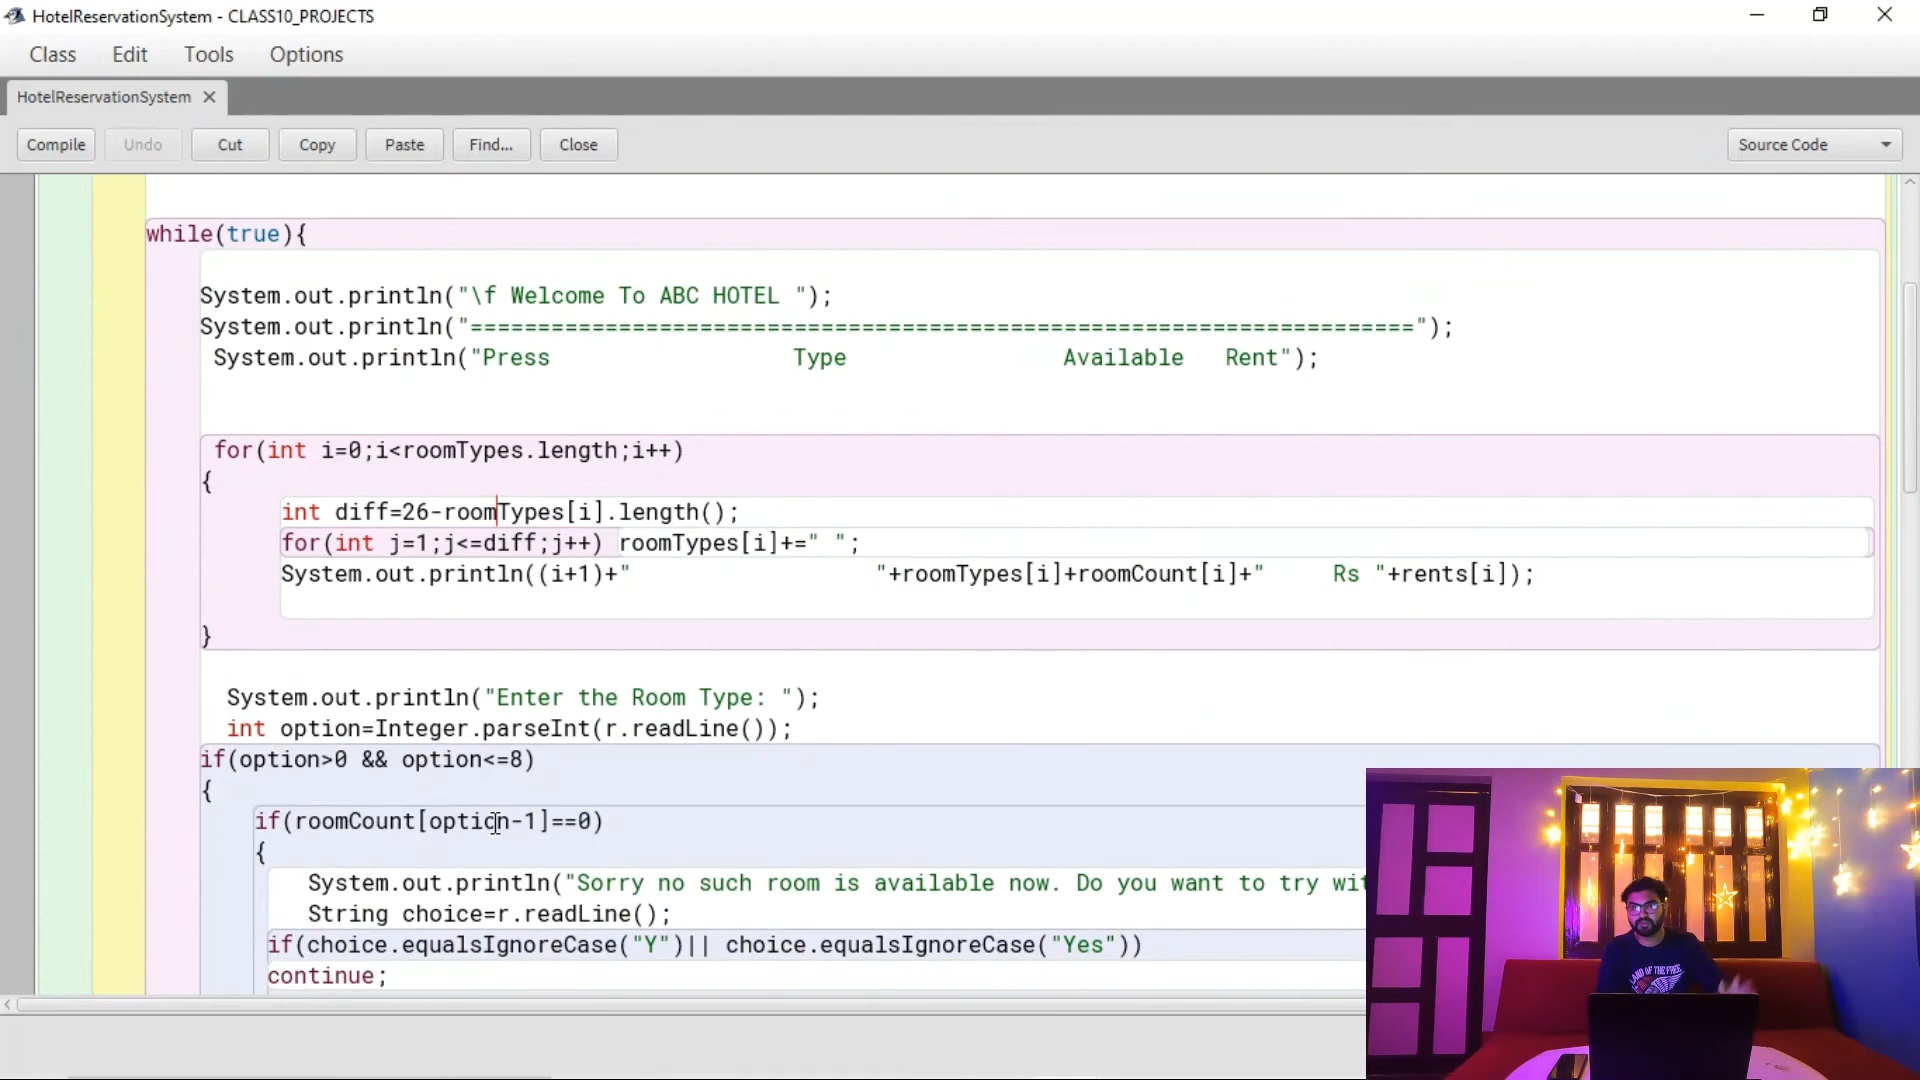 HotelReservationSystem - CLASS10_PROJECTS
Class Edit Tools Options
HotelReservationSystem
Compile Undo Cut Copy Paste Find... Close Source Code
while(true){
System.out.println("\f Welcome To ABC HOTEL ");
System.out.println("======================================================================");
System.out.println("Press                  Type                Available   Rent");
for(int i=0;i<roomTypes.length;i++)
{
int diff=26-roomTypes[i].length();
for(int j=1;j<=diff;j++) roomTypes[i]+=" ";
System.out.println((i+1)+"                  "+roomTypes[i]+roomCount[i]+"     Rs "+rents[i]);
}
System.out.println("Enter the Room Type: ");
int option=Integer.parseInt(r.readLine());
if(option>0 && option<=8)
{
if(roomCount[option-1]==0)
{
System.out.println("Sorry no such room is available now. Do you want to try wit
String choice=r.readLine();
if(choice.equalsIgnoreCase("Y")|| choice.equalsIgnoreCase("Yes"))
continue;
LAND OF THE FREE